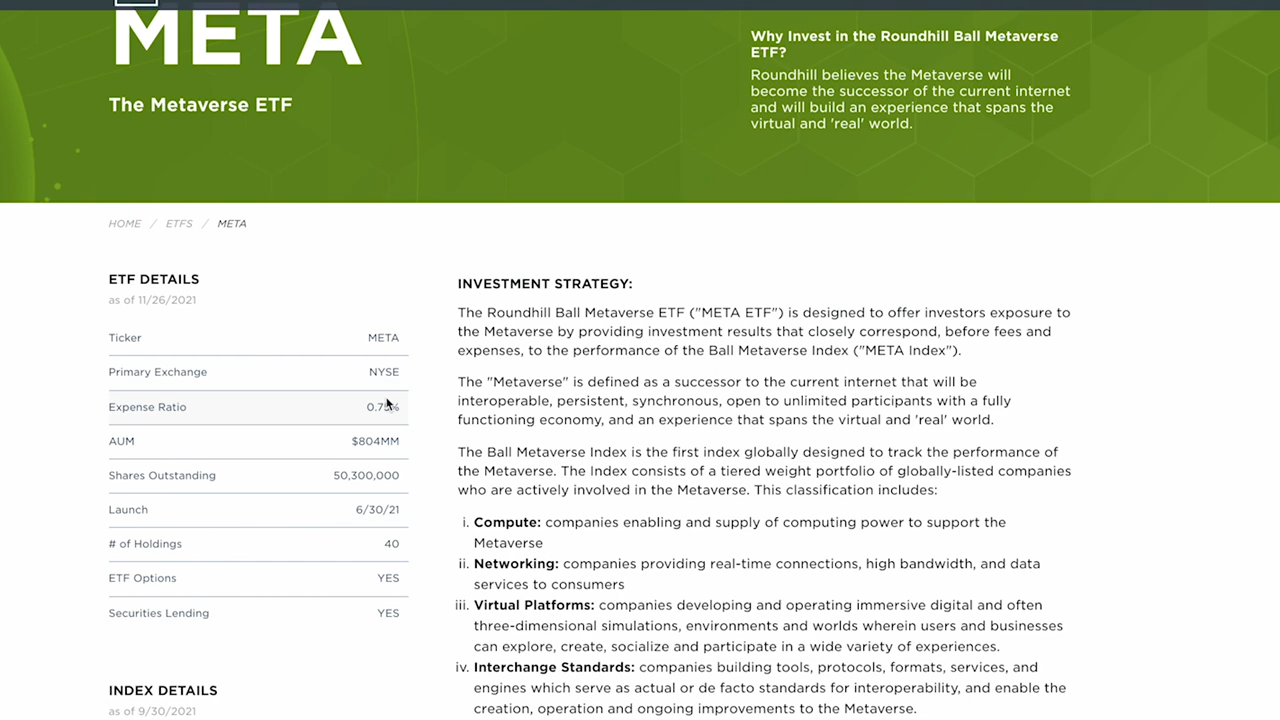 META
The Metaverse ETF
Why Invest in the Roundhill Ball Metaverse
ETF?
Roundhill believes the Metaverse will
become the successor of the current internet
and will build an experience that spans the
virtual and 'real' world.
HOME / ETFS / META
ETF DETAILS
as of 11/26/2021
Ticker META
Primary Exchange NYSE
Expense Ratio 0.75%
AUM $804MM
Shares Outstanding 50,300,000
Launch 6/30/21
# of Holdings 40
ETF Options YES
Securities Lending YES
INDEX DETAILS
as of 9/30/2021
INVESTMENT STRATEGY:
The Roundhill Ball Metaverse ETF ("META ETF") is designed to offer investors exposure to
the Metaverse by providing investment results that closely correspond, before fees and
expenses, to the performance of the Ball Metaverse Index ("META Index").
The "Metaverse" is defined as a successor to the current internet that will be
interoperable, persistent, synchronous, open to unlimited participants with a fully
functioning economy, and an experience that spans the virtual and 'real' world.
The Ball Metaverse Index is the first index globally designed to track the performance of
the Metaverse. The Index consists of a tiered weight portfolio of globally-listed companies
who are actively involved in the Metaverse. This classification includes:
i. Compute: companies enabling and supply of computing power to support the
Metaverse
ii. Networking: companies providing real-time connections, high bandwidth, and data
services to consumers
iii. Virtual Platforms: companies developing and operating immersive digital and often
three-dimensional simulations, environments and worlds wherein users and businesses
can explore, create, socialize and participate in a wide variety of experiences.
iv. Interchange Standards: companies building tools, protocols, formats, services, and
engines which serve as actual or de facto standards for interoperability, and enable the
creation, operation and ongoing improvements to the Metaverse.